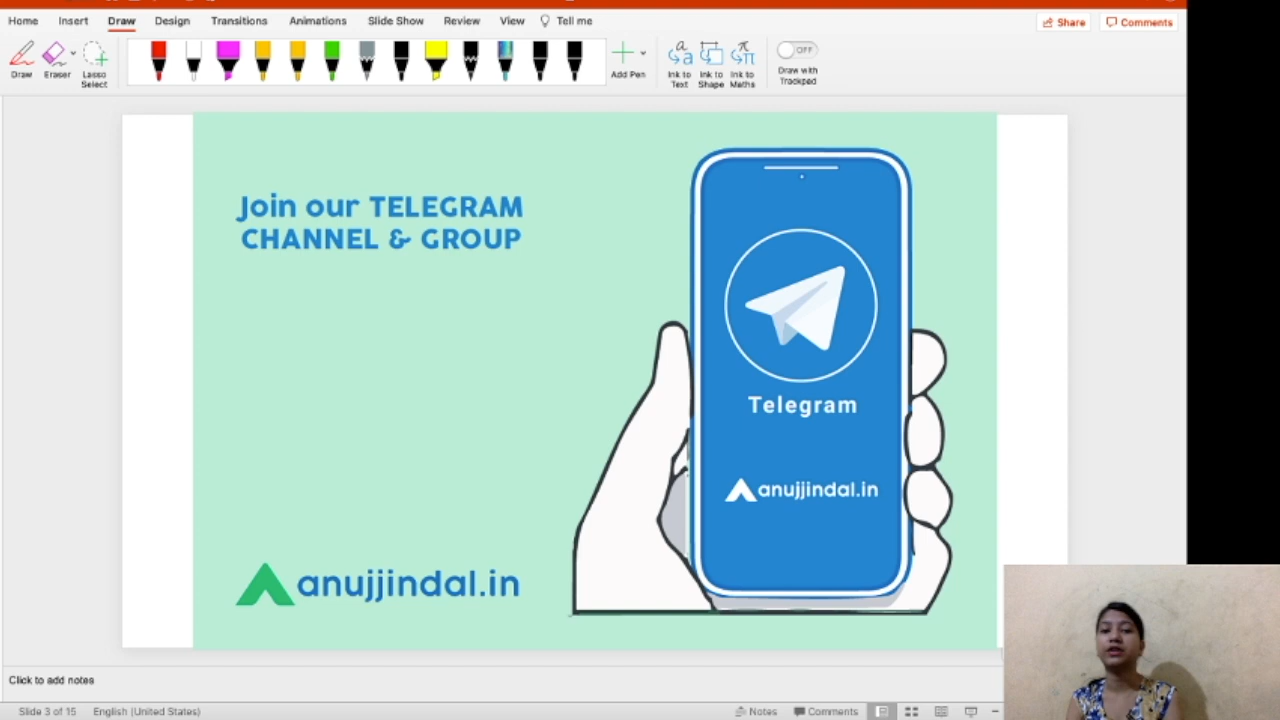 Home Insert Draw Design Transitions Animations Slide Show Review View Tell me
Share Comments
Draw Eraser Lasso Select
Add Pen
Ink to Text Ink to Shape Ink to Maths
OFF
Draw with Trackpad
Join our TELEGRAM
CHANNEL & GROUP
Telegram
anujjindal.in
anujjindal.in
Click to add notes
Slide 3 of 15 English (United States)
Notes Comments